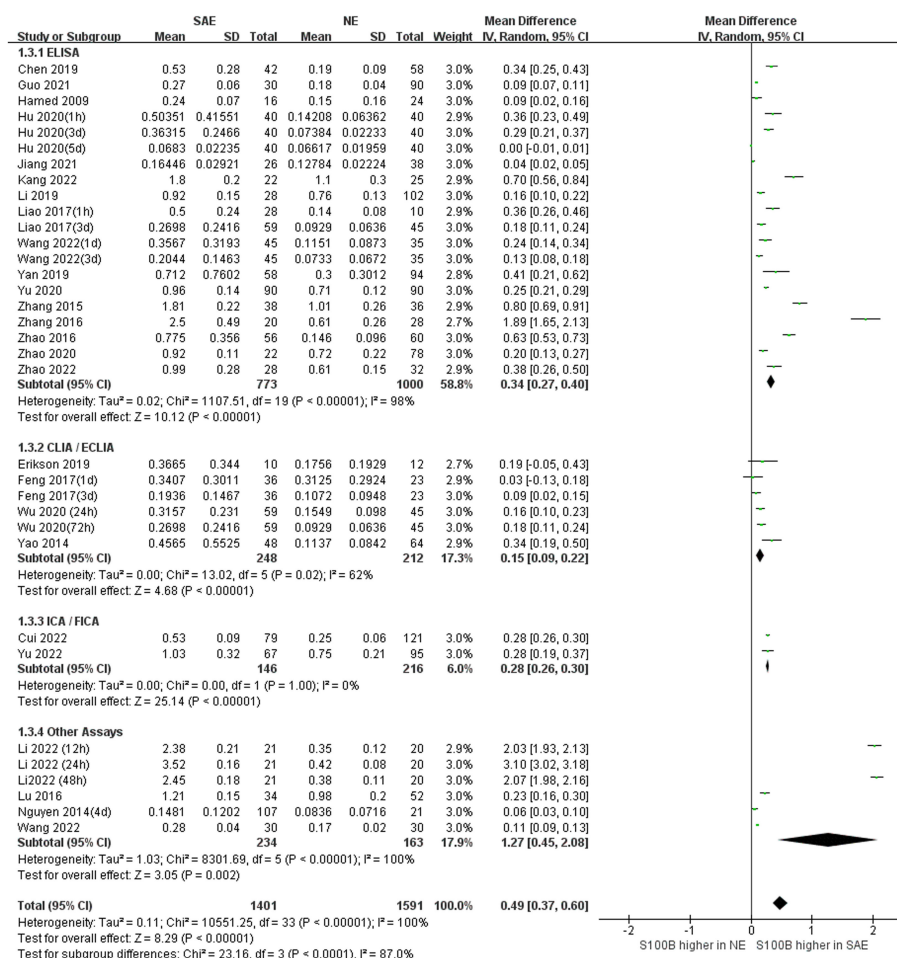 SAE NE Mean Difference Mean Difference
Study or Subgroup Mean SD Total Mean SD Total Weight IV, Random, 95% CI IV, Random, 95% CI
1.3.1 ELISA
Chen 2019 0.53 0.28 42 0.19 0.09 58 3.0% 0.34 [0.25, 0.43]
Guo 2021 0.27 0.06 30 0.18 0.04 90 3.0% 0.09 [0.07, 0.11]
Hamed 2009 0.24 0.07 16 0.15 0.16 24 3.0% 0.09 [0.02, 0.16]
Hu 2020(1h) 0.50351 0.41551 40 0.14208 0.06362 40 2.9% 0.36 [0.23, 0.49]
Hu 2020(3d) 0.36315 0.2466 40 0.07384 0.02233 40 3.0% 0.29 [0.21, 0.37]
Hu 2020(5d) 0.0683 0.02235 40 0.06617 0.01959 40 3.0% 0.00 [-0.01, 0.01]
Jiang 2021 0.16446 0.02921 26 0.12784 0.02224 38 3.0% 0.04 [0.02, 0.05]
Kang 2022 1.8 0.2 22 1.1 0.3 25 2.9% 0.70 [0.56, 0.84]
Li 2019 0.92 0.15 28 0.76 0.13 102 3.0% 0.16 [0.10, 0.22]
Liao 2017(1h) 0.5 0.24 28 0.14 0.08 10 2.9% 0.36 [0.26, 0.46]
Liao 2017(3d) 0.2698 0.2416 59 0.0929 0.0636 45 3.0% 0.18 [0.11, 0.24]
Wang 2022(1d) 0.3567 0.3193 45 0.1151 0.0873 35 2.9% 0.24 [0.14, 0.34]
Wang 2022(3d) 0.2044 0.1463 45 0.0733 0.0672 35 3.0% 0.13 [0.08, 0.18]
Yan 2019 0.712 0.7602 58 0.3 0.3012 94 2.8% 0.41 [0.21, 0.62]
Yu 2020 0.96 0.14 90 0.71 0.12 90 3.0% 0.25 [0.21, 0.29]
Zhang 2015 1.81 0.22 38 1.01 0.26 36 2.9% 0.80 [0.69, 0.91]
Zhang 2016 2.5 0.49 20 0.61 0.26 28 2.7% 1.89 [1.65, 2.13]
Zhao 2016 0.775 0.356 56 0.146 0.096 60 2.9% 0.63 [0.53, 0.73]
Zhao 2020 0.92 0.11 22 0.72 0.22 78 3.0% 0.20 [0.13, 0.27]
Zhao 2022 0.99 0.28 28 0.61 0.15 32 2.9% 0.38 [0.26, 0.50]
Subtotal (95% CI) 773 1000 58.8% 0.34 [0.27, 0.40]
Heterogeneity: Tau² = 0.02; Chi² = 1107.51, df = 19 (P < 0.00001); I² = 98%
Test for overall effect: Z = 10.12 (P < 0.00001)
1.3.2 CLIA / ECLIA
Erikson 2019 0.3665 0.344 10 0.1756 0.1929 12 2.7% 0.19 [-0.05, 0.43]
Feng 2017(1d) 0.3407 0.3011 36 0.3125 0.2924 23 2.9% 0.03 [-0.13, 0.18]
Feng 2017(3d) 0.1936 0.1467 36 0.1072 0.0948 23 3.0% 0.09 [0.02, 0.15]
Wu 2020 (24h) 0.3157 0.231 59 0.1549 0.098 45 3.0% 0.16 [0.10, 0.23]
Wu 2020(72h) 0.2698 0.2416 59 0.0929 0.0636 45 3.0% 0.18 [0.11, 0.24]
Yao 2014 0.4565 0.5525 48 0.1137 0.0842 64 2.9% 0.34 [0.19, 0.50]
Subtotal (95% CI) 248 212 17.3% 0.15 [0.09, 0.22]
Heterogeneity: Tau² = 0.00; Chi² = 13.02, df = 5 (P = 0.02); I² = 62%
Test for overall effect: Z = 4.68 (P < 0.00001)
1.3.3 ICA / FICA
Cui 2022 0.53 0.09 79 0.25 0.06 121 3.0% 0.28 [0.26, 0.30]
Yu 2022 1.03 0.32 67 0.75 0.21 95 3.0% 0.28 [0.19, 0.37]
Subtotal (95% CI) 146 216 6.0% 0.28 [0.26, 0.30]
Heterogeneity: Tau² = 0.00; Chi² = 0.00, df = 1 (P = 1.00); I² = 0%
Test for overall effect: Z = 25.14 (P < 0.00001)
1.3.4 Other Assays
Li 2022 (12h) 2.38 0.21 21 0.35 0.12 20 2.9% 2.03 [1.93, 2.13]
Li 2022 (24h) 3.52 0.16 21 0.42 0.08 20 3.0% 3.10 [3.02, 3.18]
Li2022 (48h) 2.45 0.18 21 0.38 0.11 20 3.0% 2.07 [1.98, 2.16]
Lu 2016 1.21 0.15 34 0.98 0.2 52 3.0% 0.23 [0.16, 0.30]
Nguyen 2014(4d) 0.1481 0.1202 107 0.0836 0.0716 21 3.0% 0.06 [0.03, 0.10]
Wang 2022 0.28 0.04 30 0.17 0.02 30 3.0% 0.11 [0.09, 0.13]
Subtotal (95% CI) 234 163 17.9% 1.27 [0.45, 2.08]
Heterogeneity: Tau² = 1.03; Chi² = 8301.69, df = 5 (P < 0.00001); I² = 100%
Test for overall effect: Z = 3.05 (P = 0.002)
Total (95% CI) 1401 1591 100.0% 0.49 [0.37, 0.60]
Heterogeneity: Tau² = 0.11; Chi² = 10551.25, df = 33 (P < 0.00001); I² = 100%
Test for overall effect: Z = 8.29 (P < 0.00001)
Test for subgroup differences: Chi² = 23.16, df = 3 (P < 0.0001), I² = 87.0%
-2 -1 0 1 2
S100B higher in NE S100B higher in SAE